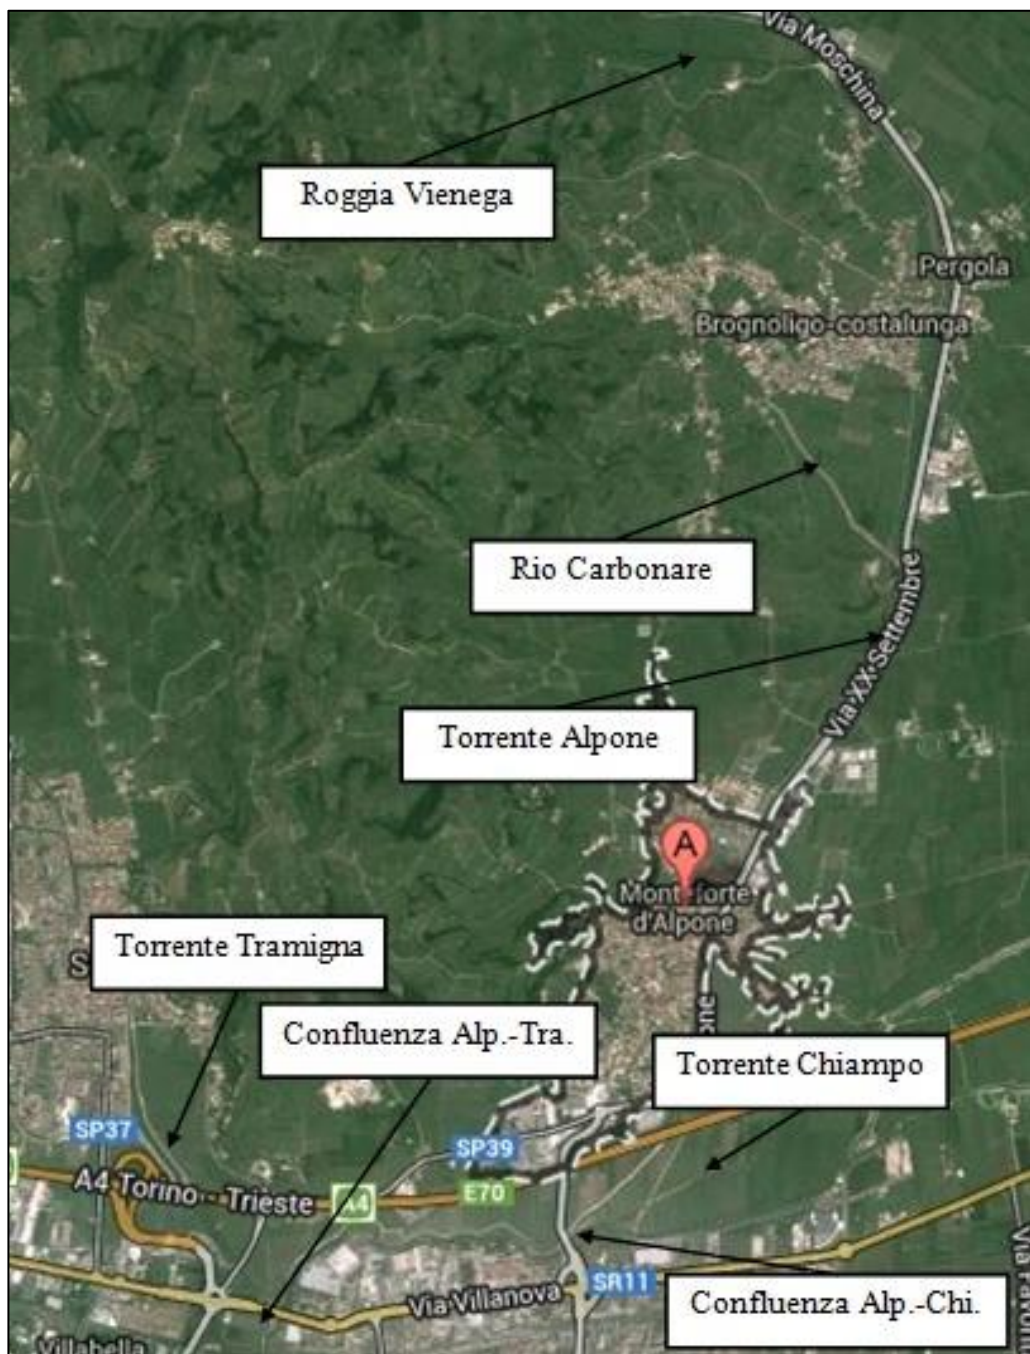 Via Moschina
Roggia Vienega
Pergola
Brognoligo-costalunga
Rio Carbonare
Via XX Settembre
Torrente Alpone
A
Monteforte
d'Alpone
Torrente Tramigna
S
Confluenza Alp.-Tra.
one
Torrente Chiampo
SP37
SP39
A4 Torino - Trieste
A4
E70
SR11
Via Villanova
Confluenza Alp.-Chi.
Villabella